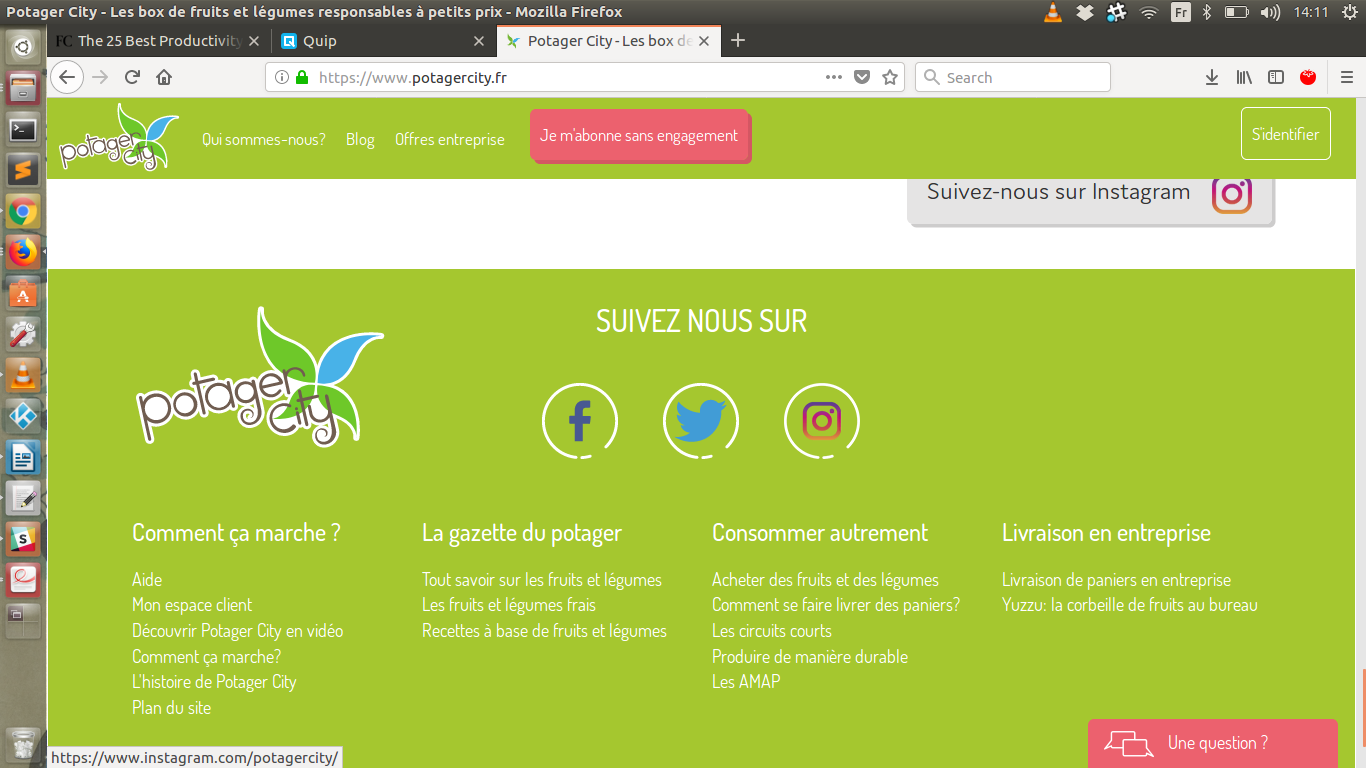 Potager City - Les box de fruits et légumes responsables à petits prix - Mozilla Firefox
Fr
14:11
FC The 25 Best Productivity
Quip
Potager City - Les box de
https://www.potagercity.fr
Search
potager city
Qui sommes-nous?
Blog
Offres entreprise
Je m'abonne sans engagement
S'identifier
Suivez-nous sur Instagram
potager city
SUIVEZ NOUS SUR
Comment ça marche ?
Aide
Mon espace client
Découvrir Potager City en vidéo
Comment ça marche?
L'histoire de Potager City
Plan du site
La gazette du potager
Tout savoir sur les fruits et légumes
Les fruits et légumes frais
Recettes à base de fruits et légumes
Consommer autrement
Acheter des fruits et des légumes
Comment se faire livrer des paniers?
Les circuits courts
Produire de manière durable
Les AMAP
Livraison en entreprise
Livraison de paniers en entreprise
Yuzzu: la corbeille de fruits au bureau
Une question ?
https://www.instagram.com/potagercity/